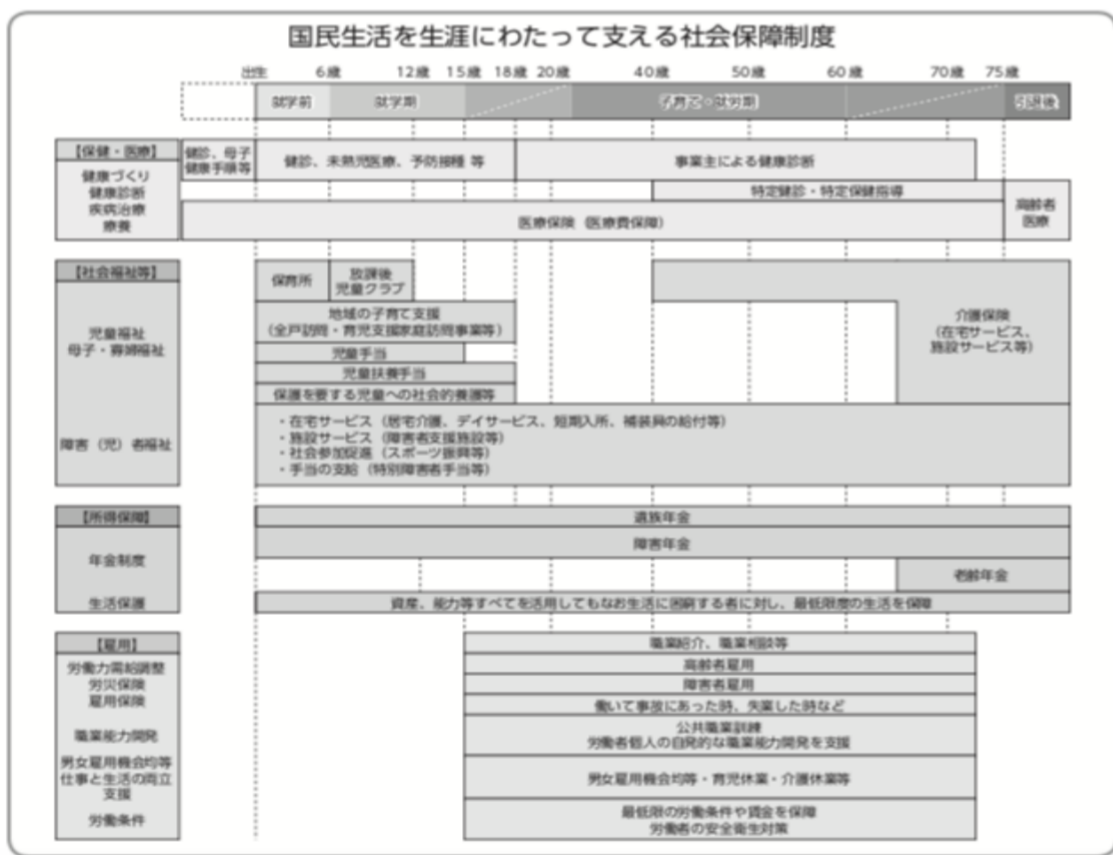 国民生活を生涯にわたって支える社会保障制度
出生 6歳 12歳 15歳 18歳 20歳 40歳 50歳 60歳 70歳 75歳
就学前 就学期 子育て・就労期 引退後
【保健・医療】
健康づくり
健康診断
疾病治療
療養
健診、母子
健康手帳等
健診、未熟児医療、予防接種 等
事業主による健康診断
特定健診・特定保健指導
医療保険(医療費保障)
高齢者
医療
【社会福祉等】
児童福祉
母子・寡婦福祉
障害(児)者福祉
保育所
放課後
児童クラブ
地域の子育て支援
(全戸訪問・育児支援家庭訪問事業等)
児童手当
児童扶養手当
保護を要する児童への社会的養護等
介護保険
(在宅サービス、
施設サービス等)
・在宅サービス(居宅介護、デイサービス、短期入所、補装具の給付等)
・施設サービス(障害者支援施設等)
・社会参加促進(スポーツ振興等)
・手当の支給(特別障害者手当等)
【所得保障】
年金制度
生活保護
遺族年金
障害年金
老齢年金
資産、能力等すべてを活用してもなお生活に困窮する者に対し、最低限度の生活を保障
【雇用】
労働力需給調整
労災保険
雇用保険
職業能力開発
男女雇用機会均等
仕事と生活の両立
支援
労働条件
職業紹介、職業相談等
高齢者雇用
障害者雇用
働いて事故にあった時、失業した時など
公共職業訓練
労働者個人の自発的な職業能力開発を支援
男女雇用機会均等・育児休業・介護休業等
最低限の労働条件や賃金を保障
労働者の安全衛生対策